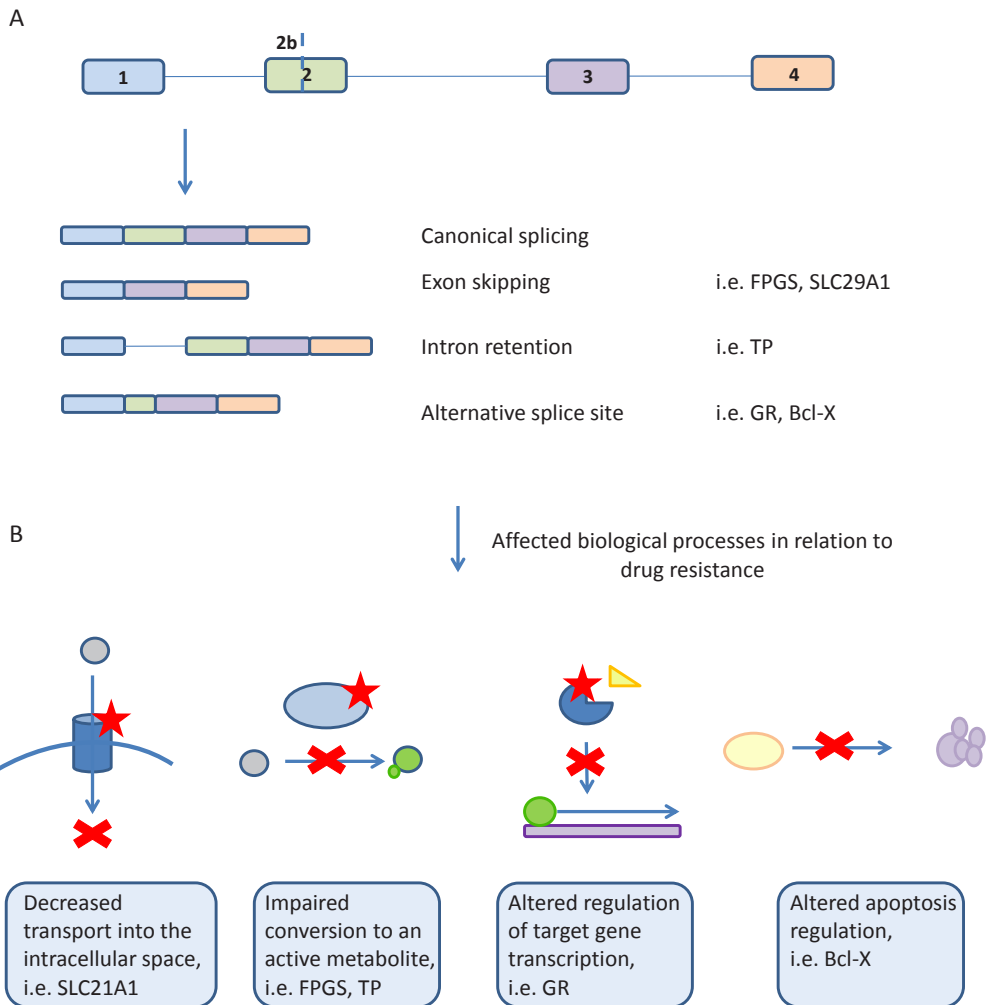 A
2b
1
2
3
4
Canonical splicing
Exon skipping i.e. FPGS, SLC29A1
Intron retention i.e. TP
Alternative splice site i.e. GR, Bcl-X
B
Affected biological processes in relation to
drug resistance
Decreased
transport into the
intracellular space,
i.e. SLC21A1
Impaired
conversion to an
active metabolite,
i.e. FPGS, TP
Altered regulation
of target gene
transcription,
i.e. GR
Altered apoptosis
regulation,
i.e. Bcl-X